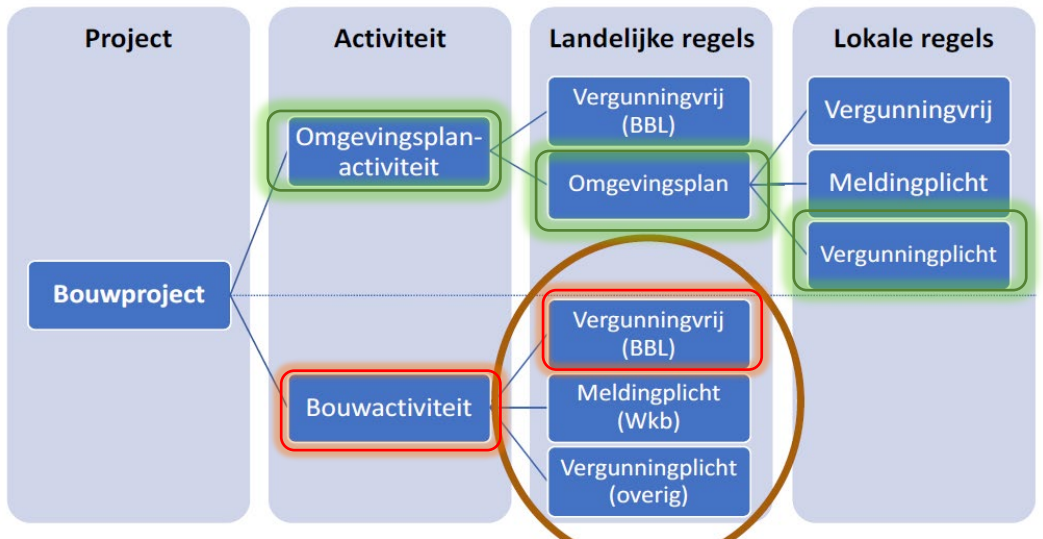 Project
Activiteit
Landelijke regels
Lokale regels
Bouwproject
Omgevingsplan-
activiteit
Bouwactiviteit
Vergunningvrij
(BBL)
Omgevingsplan
Vergunningvrij
(BBL)
Meldingplicht
(Wkb)
Vergunningplicht
(overig)
Vergunningvrij
Meldingplicht
Vergunningplicht